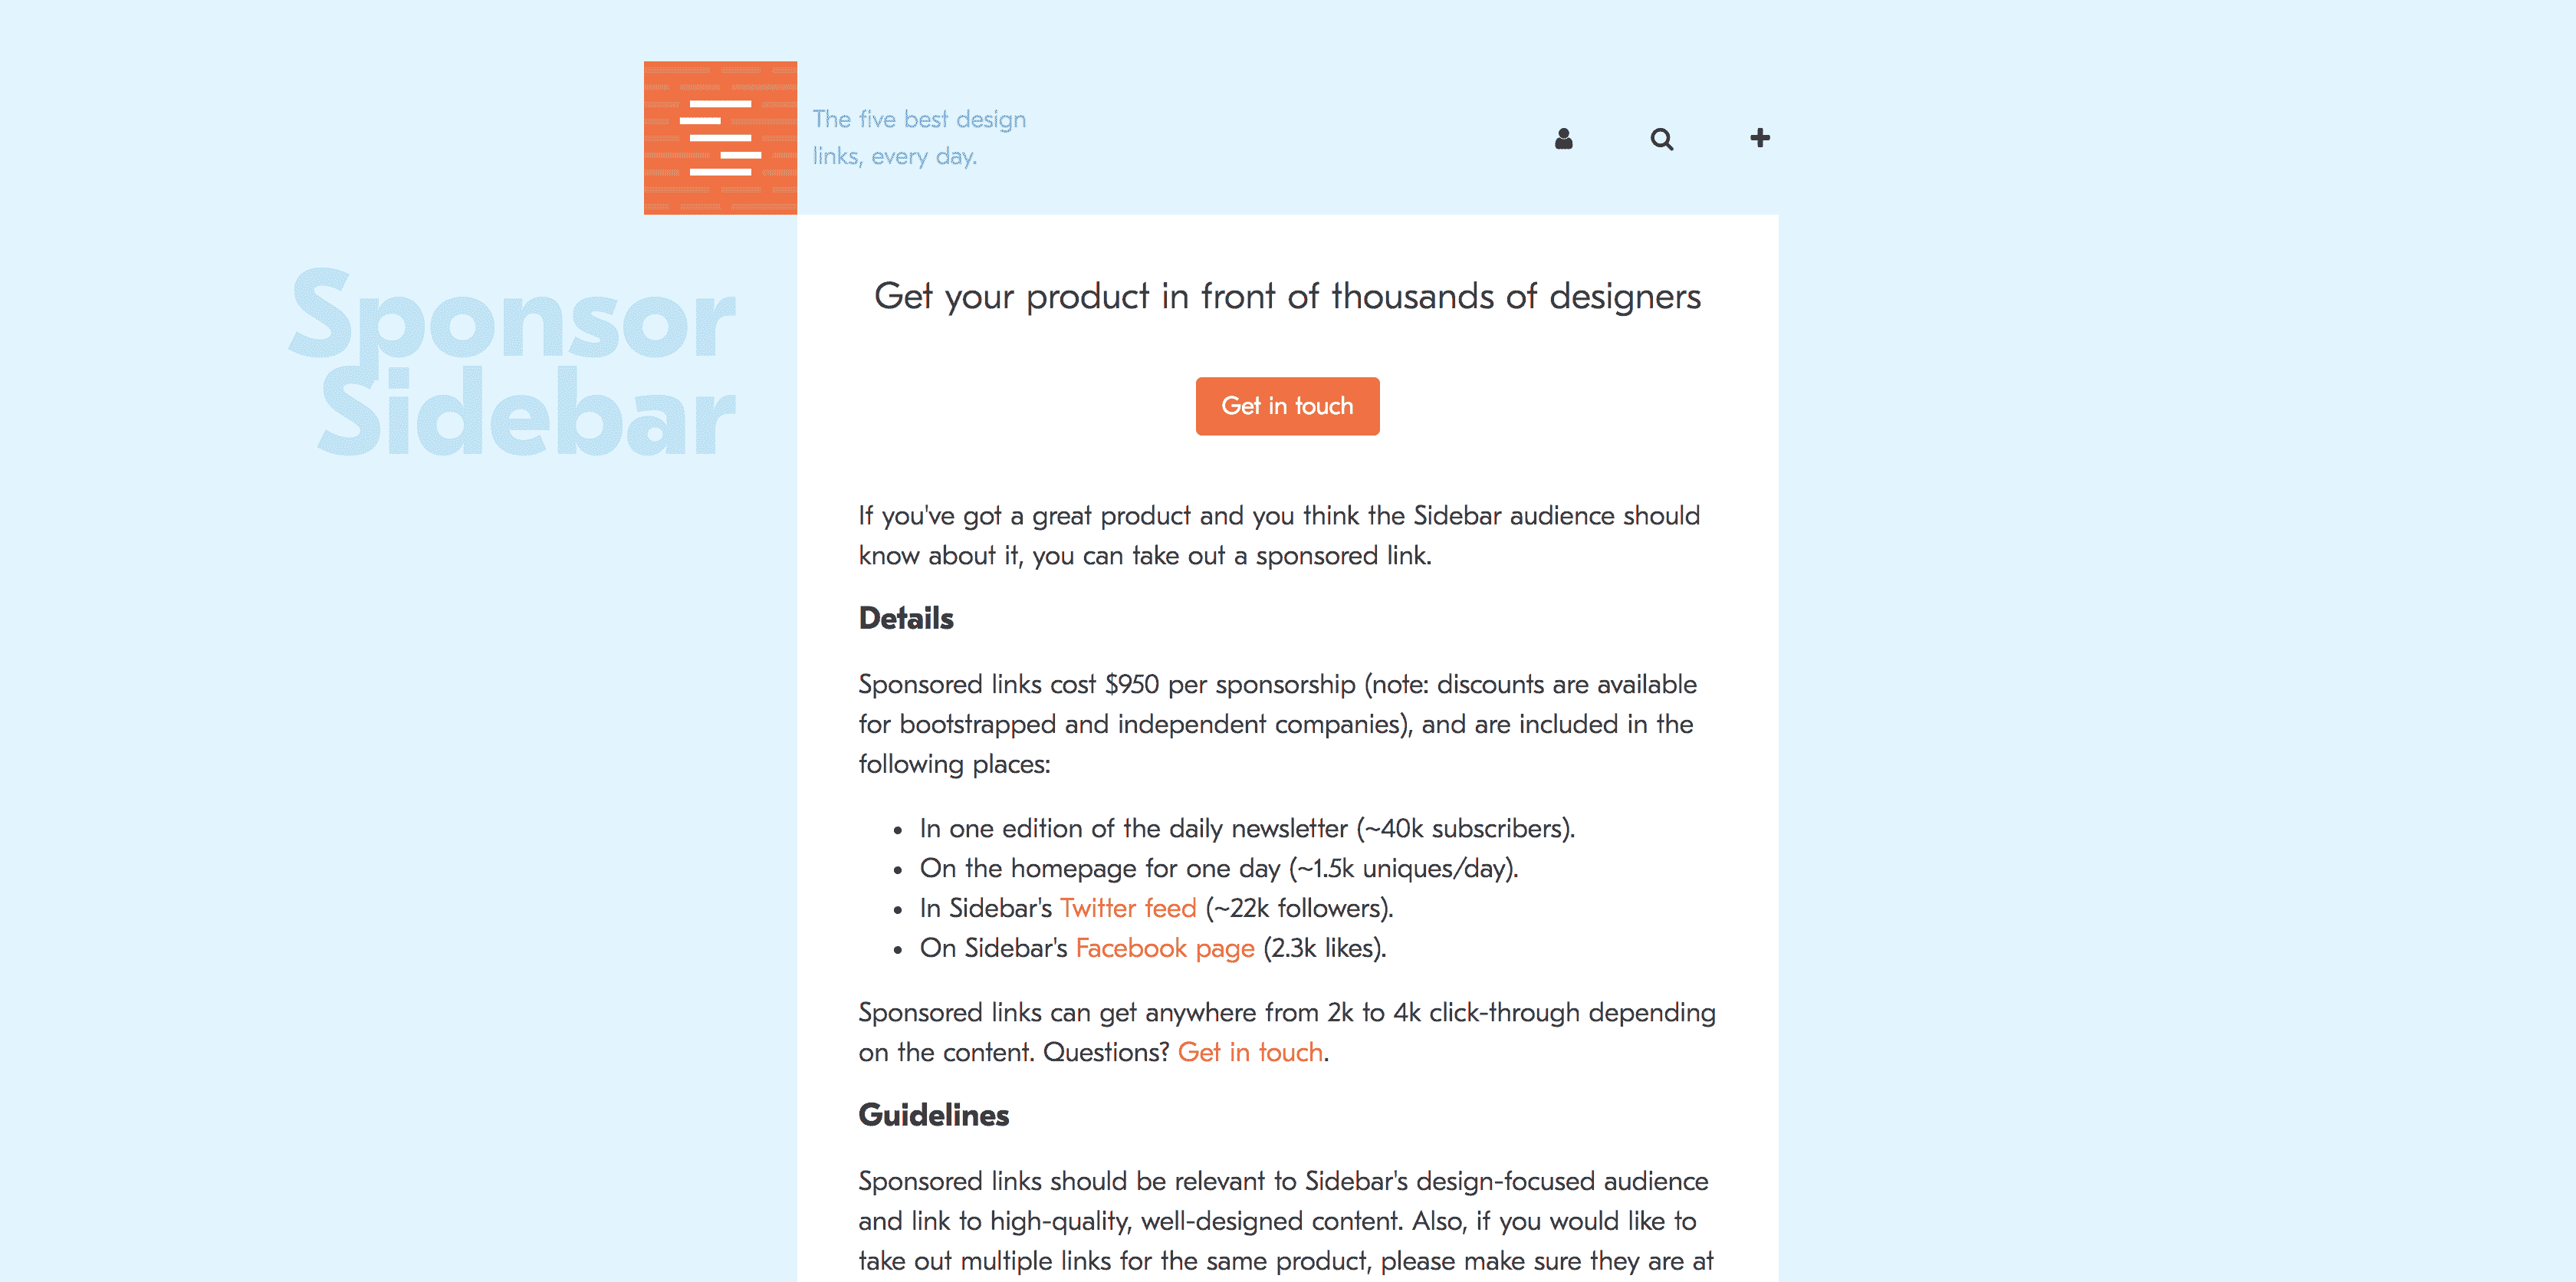 The five best design
links, every day.
Sponsor
Sidebar
Get your product in front of thousands of designers
Get in touch
If you've got a great product and you think the Sidebar audience should
know about it, you can take out a sponsored link.
Details
Sponsored links cost $950 per sponsorship (note: discounts are available
for bootstrapped and independent companies), and are included in the
following places:
• In one edition of the daily newsletter (~40k subscribers).
• On the homepage for one day (~1.5k uniques/day).
• In Sidebar's Twitter feed (~22k followers).
• On Sidebar's Facebook page (2.3k likes).
Sponsored links can get anywhere from 2k to 4k click-through depending
on the content. Questions? Get in touch.
Guidelines
Sponsored links should be relevant to Sidebar's design-focused audience
and link to high-quality, well-designed content. Also, if you would like to
take out multiple links for the same product, please make sure they are at